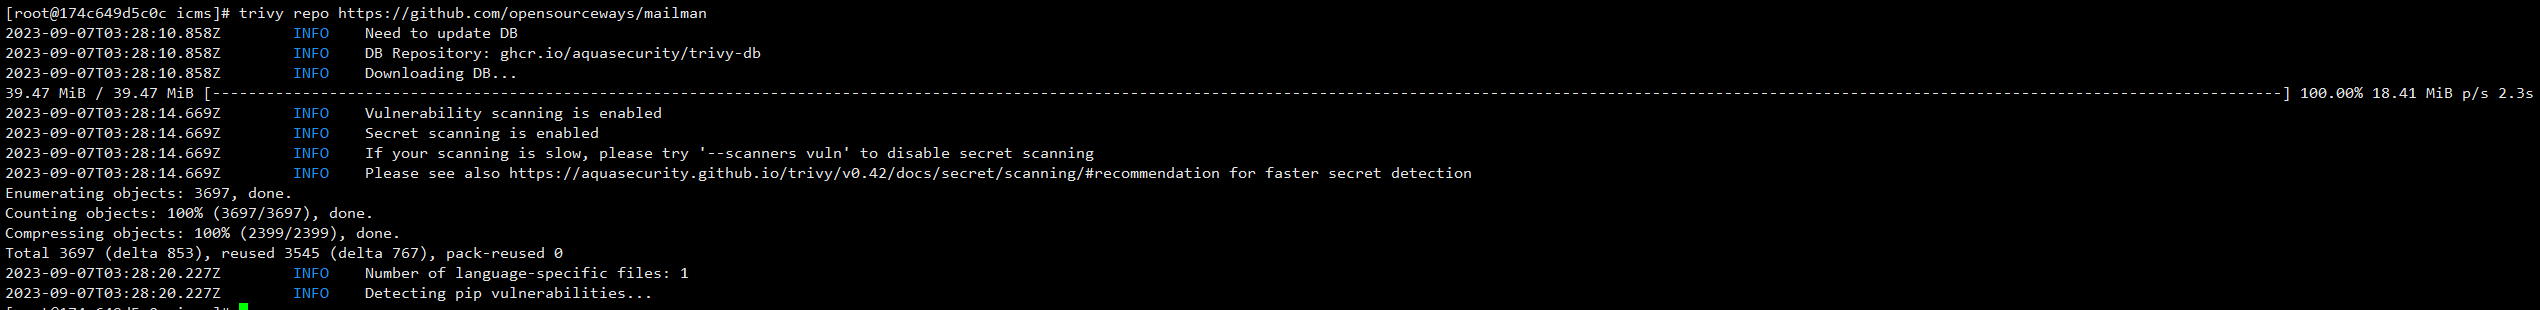 [root@174c649d5c0c icms]# trivy repo https://github.com/opensourceways/mailman
2023-09-07T03:28:10.858Z INFO Need to update DB
2023-09-07T03:28:10.858Z INFO DB Repository: ghcr.io/aquasecurity/trivy-db
2023-09-07T03:28:10.858Z INFO Downloading DB...
39.47 MiB / 39.47 MiB [----------------------------------------------------------------------------------------------------------------------------------------------------------------------------------------------------------------------------------------] 100.00% 18.41 MiB p/s 2.3s
2023-09-07T03:28:14.669Z INFO Vulnerability scanning is enabled
2023-09-07T03:28:14.669Z INFO Secret scanning is enabled
2023-09-07T03:28:14.669Z INFO If your scanning is slow, please try '--scanners vuln' to disable secret scanning
2023-09-07T03:28:14.669Z INFO Please see also https://aquasecurity.github.io/trivy/v0.42/docs/secret/scanning/#recommendation for faster secret detection
Enumerating objects: 3697, done.
Counting objects: 100% (3697/3697), done.
Compressing objects: 100% (2399/2399), done.
Total 3697 (delta 853), reused 3545 (delta 767), pack-reused 0
2023-09-07T03:28:20.227Z INFO Number of language-specific files: 1
2023-09-07T03:28:20.227Z INFO Detecting pip vulnerabilities...
[root@174c649d5c0c icms]#